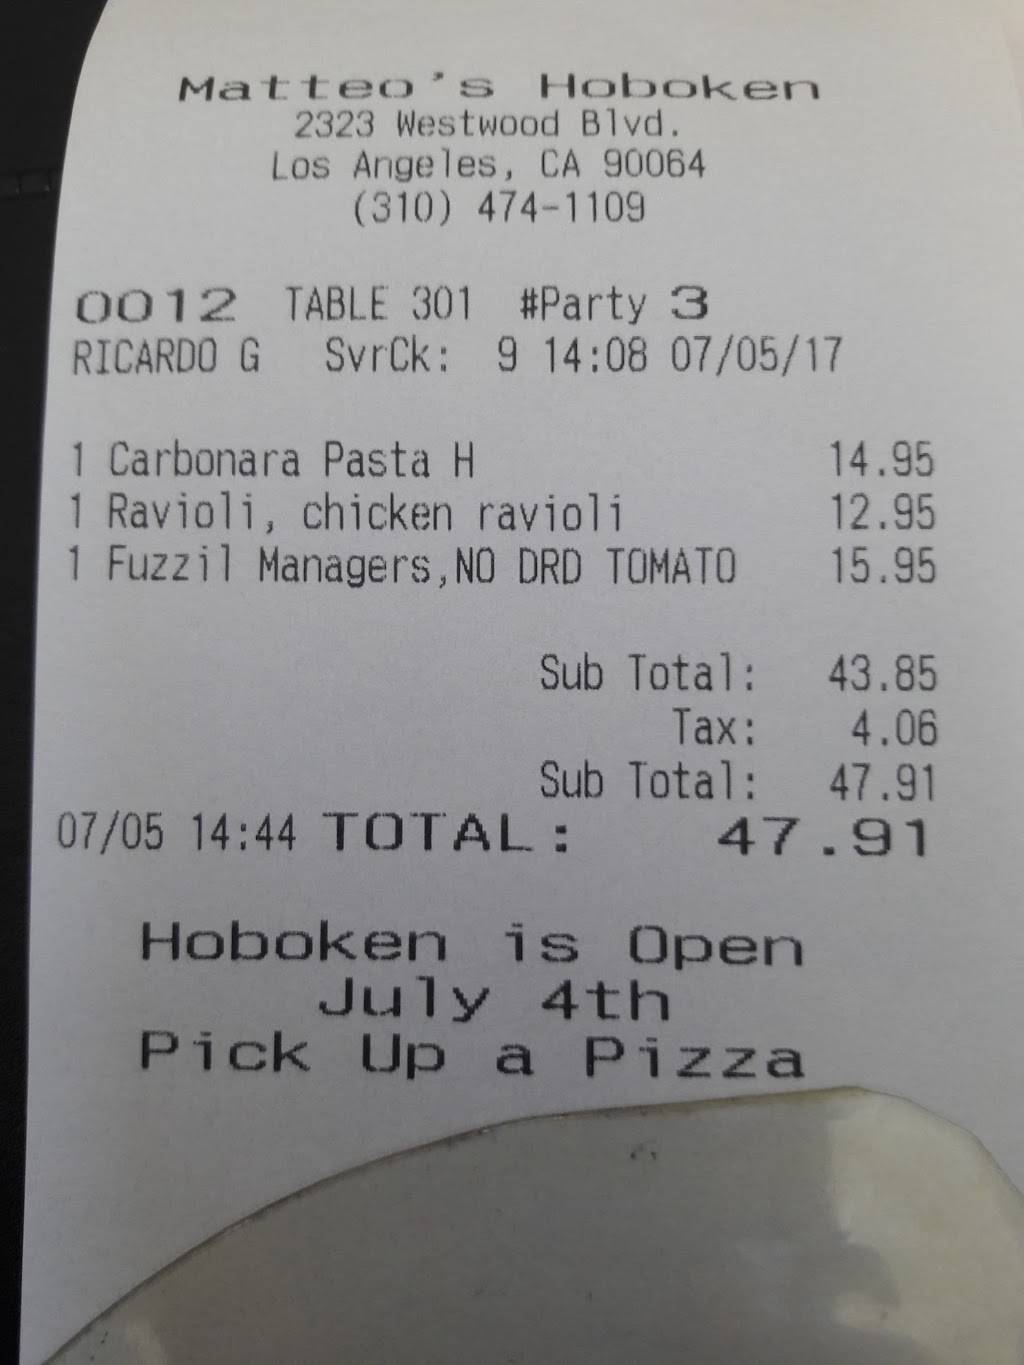 Matteo's Hoboken
2323 Westwood Blvd.
Los Angeles, CA 90064
(310) 474-1109
0012 TABLE 301 #Party 3
RICARDO G SvrCk: 9 14:08 07/05/17
1 Carbonara Pasta H 14.95
1 Ravioli, chicken ravioli 12.95
1 Fuzzil Managers,NO DRD TOMATO 15.95
Sub Total: 43.85
Tax: 4.06
Sub Total: 47.91
07/05 14:44 TOTAL: 47.91
Hoboken is Open
July 4th
Pick Up a Pizza